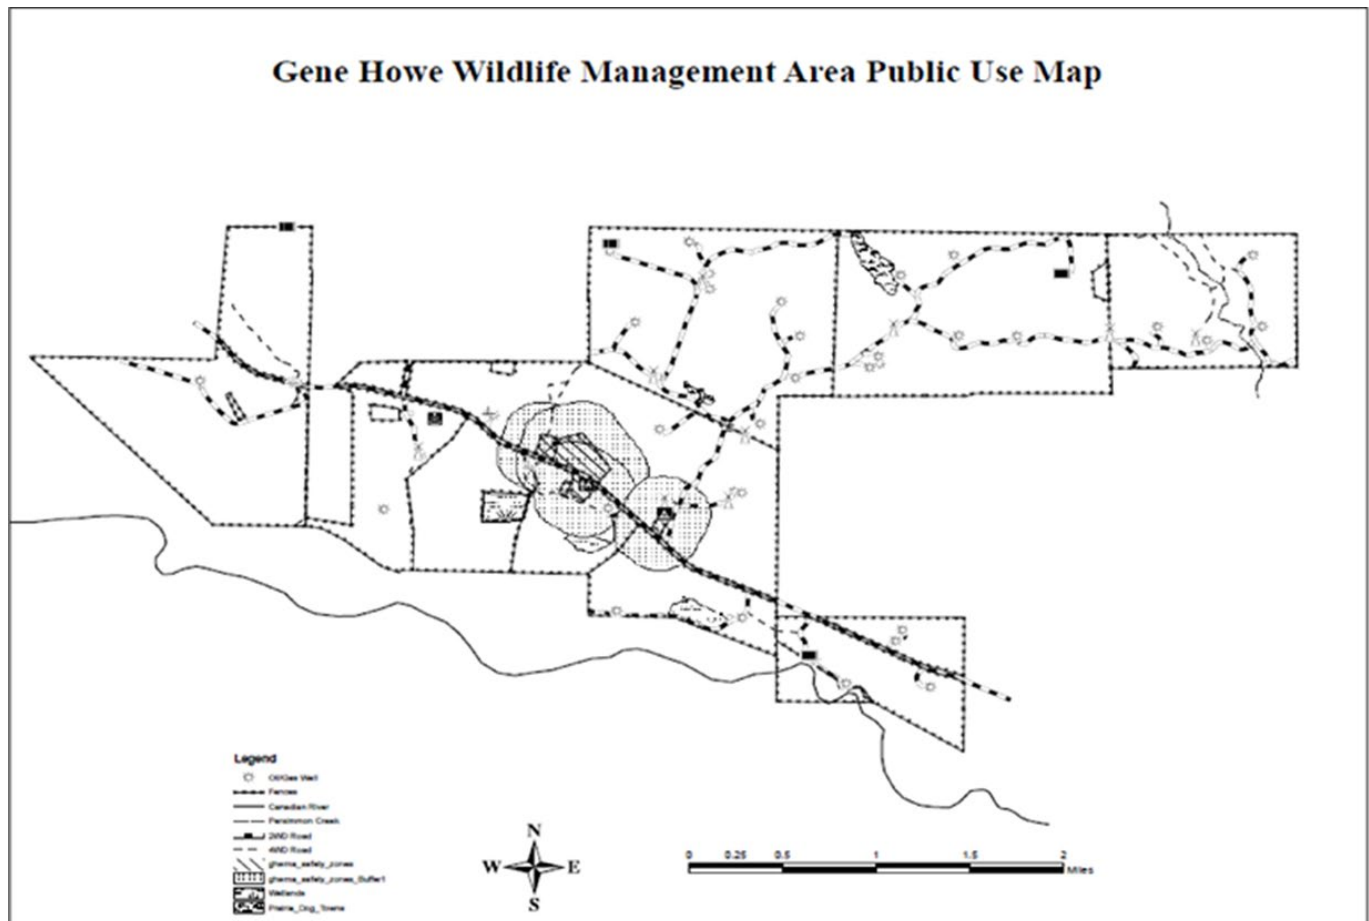 Gene Howe Wildlife Management Area Public Use Map
Legend
Oil/Gas Well
Fences
Canadian River
Persimmon Creek
2WD Road
4WD Road
ghwma_safety_zones
ghwma_safety_zones_Buffer1
Wetlands
Prairie_Dog_Towns
N
W E
S
0 0.25 0.5 1 1.5 2
Miles